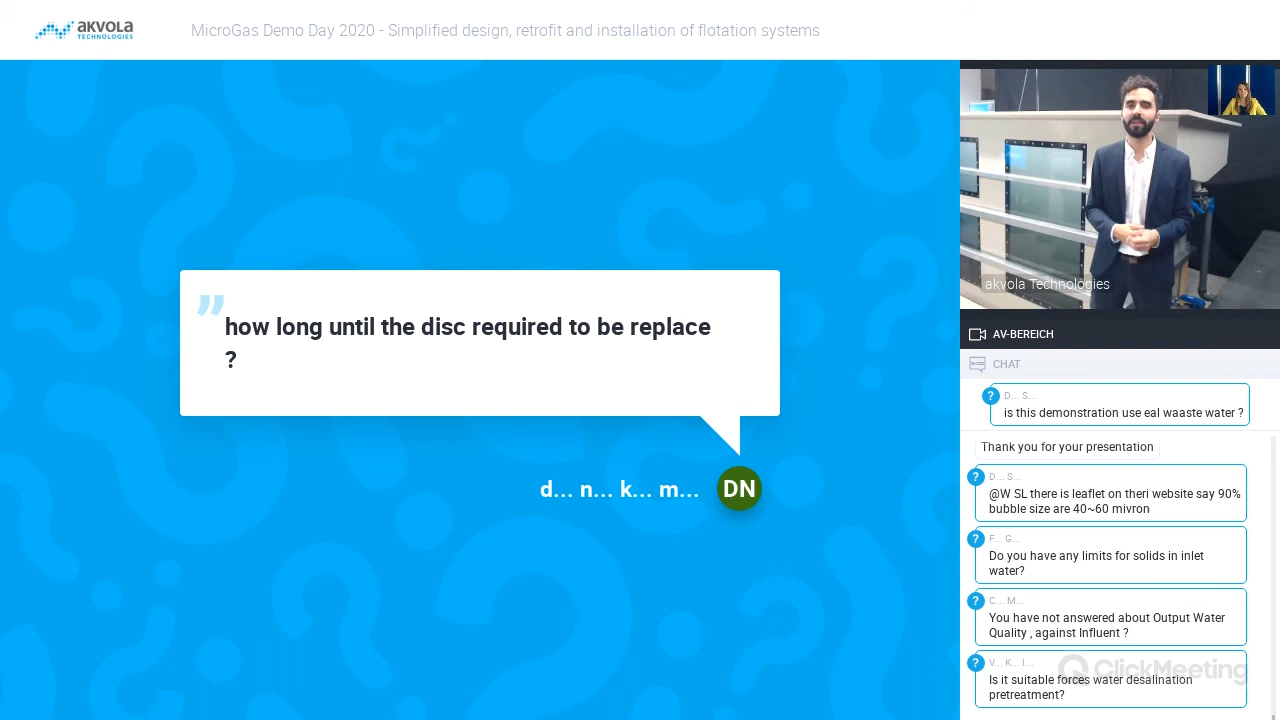 akvola
TECHNOLOGIES
MicroGas Demo Day 2020 - Simplified design, retrofit and installation of flotation systems
how long until the disc required to be replace
?
d... n... k... m...
DN
akvola Technologies
AV-BEREICH
CHAT
?
D... S...
is this demonstration use eal waaste water ?
Thank you for your presentation
?
D... S...
@W SL there is leaflet on theri website say 90%
bubble size are 40~60 mivron
?
F... G...
Do you have any limits for solids in inlet
water?
?
C... M...
You have not answered about Output Water
Quality , against Influent ?
?
V... K... I...
Is it suitable forces water desalination
pretreatment?
ClickMeeting